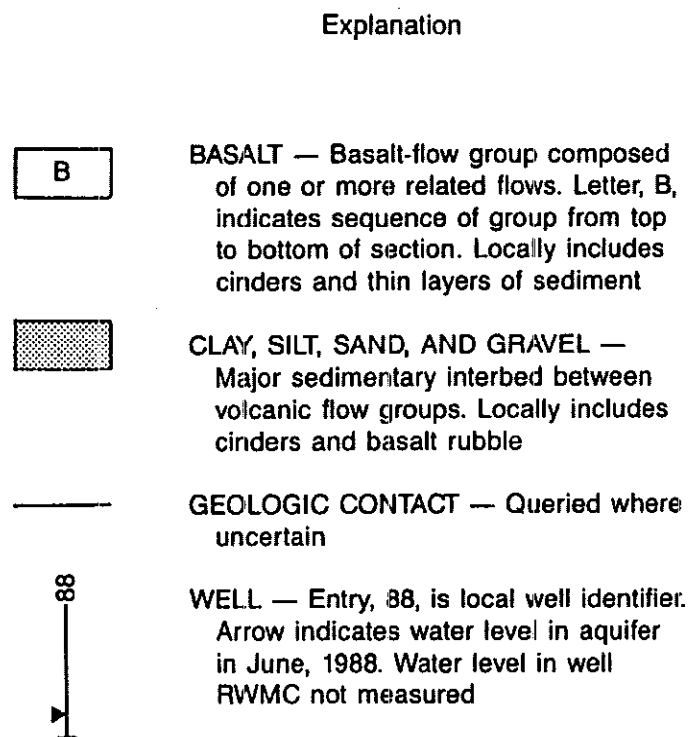 Explanation
B
BASALT — Basalt-flow group composed
of one or more related flows. Letter, B,
indicates sequence of group from top
to bottom of section. Locally includes
cinders and thin layers of sediment
CLAY, SILT, SAND, AND GRAVEL —
Major sedimentary interbed between
volcanic flow groups. Locally includes
cinders and basalt rubble
GEOLOGIC CONTACT — Queried where
uncertain
88
WELL — Entry, 88, is local well identifier.
Arrow indicates water level in aquifer
in June, 1988. Water level in well
RWMC not measured